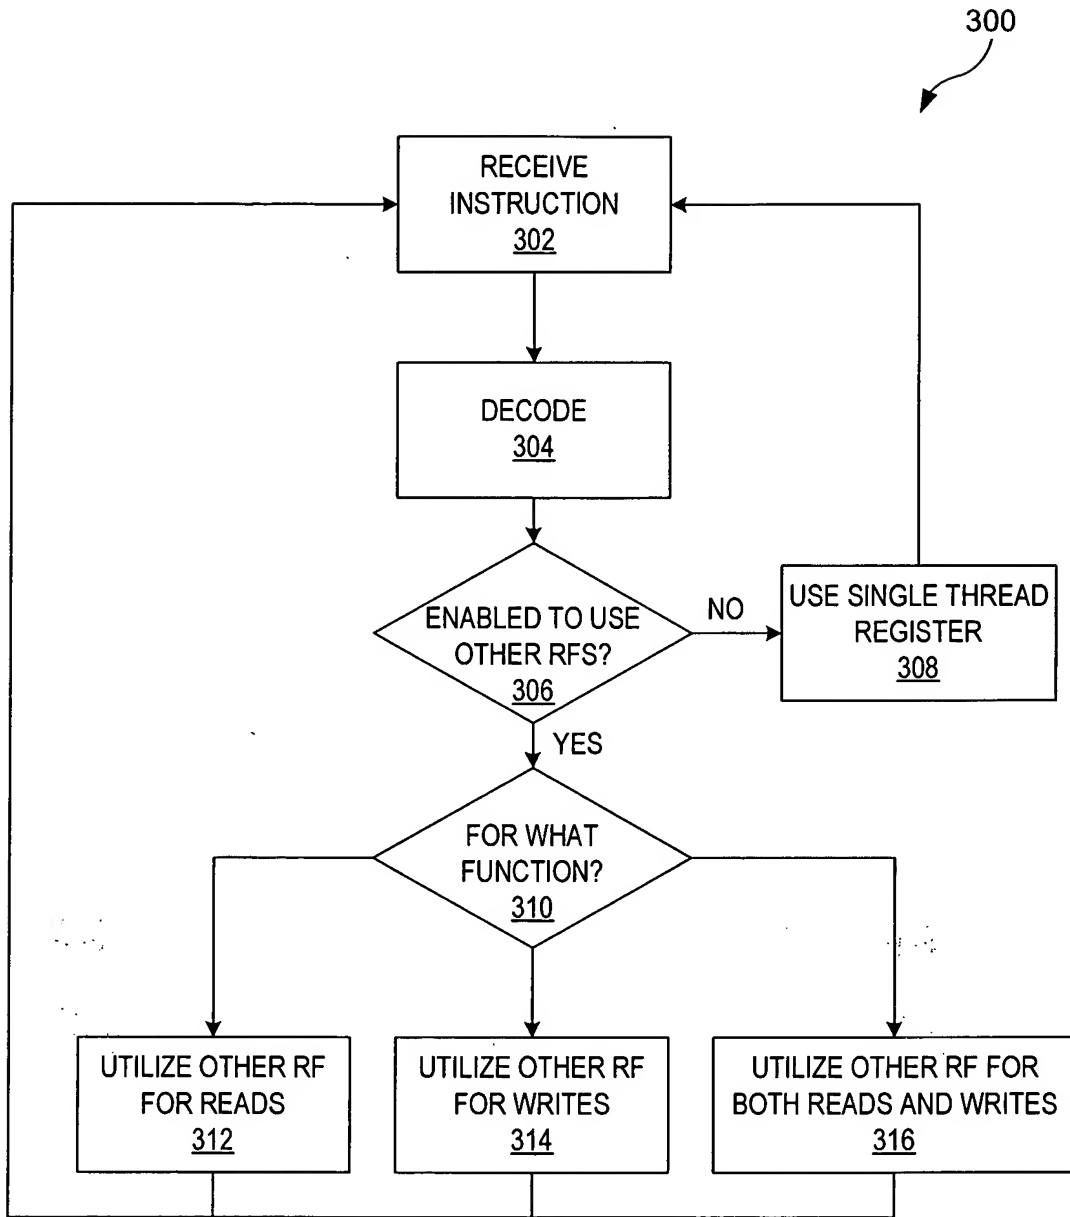 300
RECEIVE
INSTRUCTION
302
DECODE
304
ENABLED TO USE
OTHER RFS?
306
NO
USE SINGLE THREAD
REGISTER
308
YES
FOR WHAT
FUNCTION?
310
UTILIZE OTHER RF
FOR READS
312
UTILIZE OTHER RF
FOR WRITES
314
UTILIZE OTHER RF FOR
BOTH READS AND WRITES
316